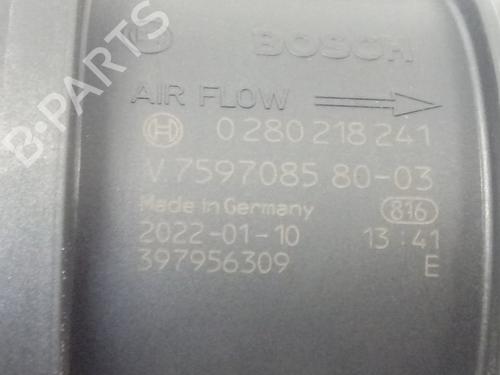 BOSCH
AIR FLOW
0 280 218 241
V 7597085 80-03
Made in Germany 816
2022-01-10 13:41
397956309 E
B-PARTS